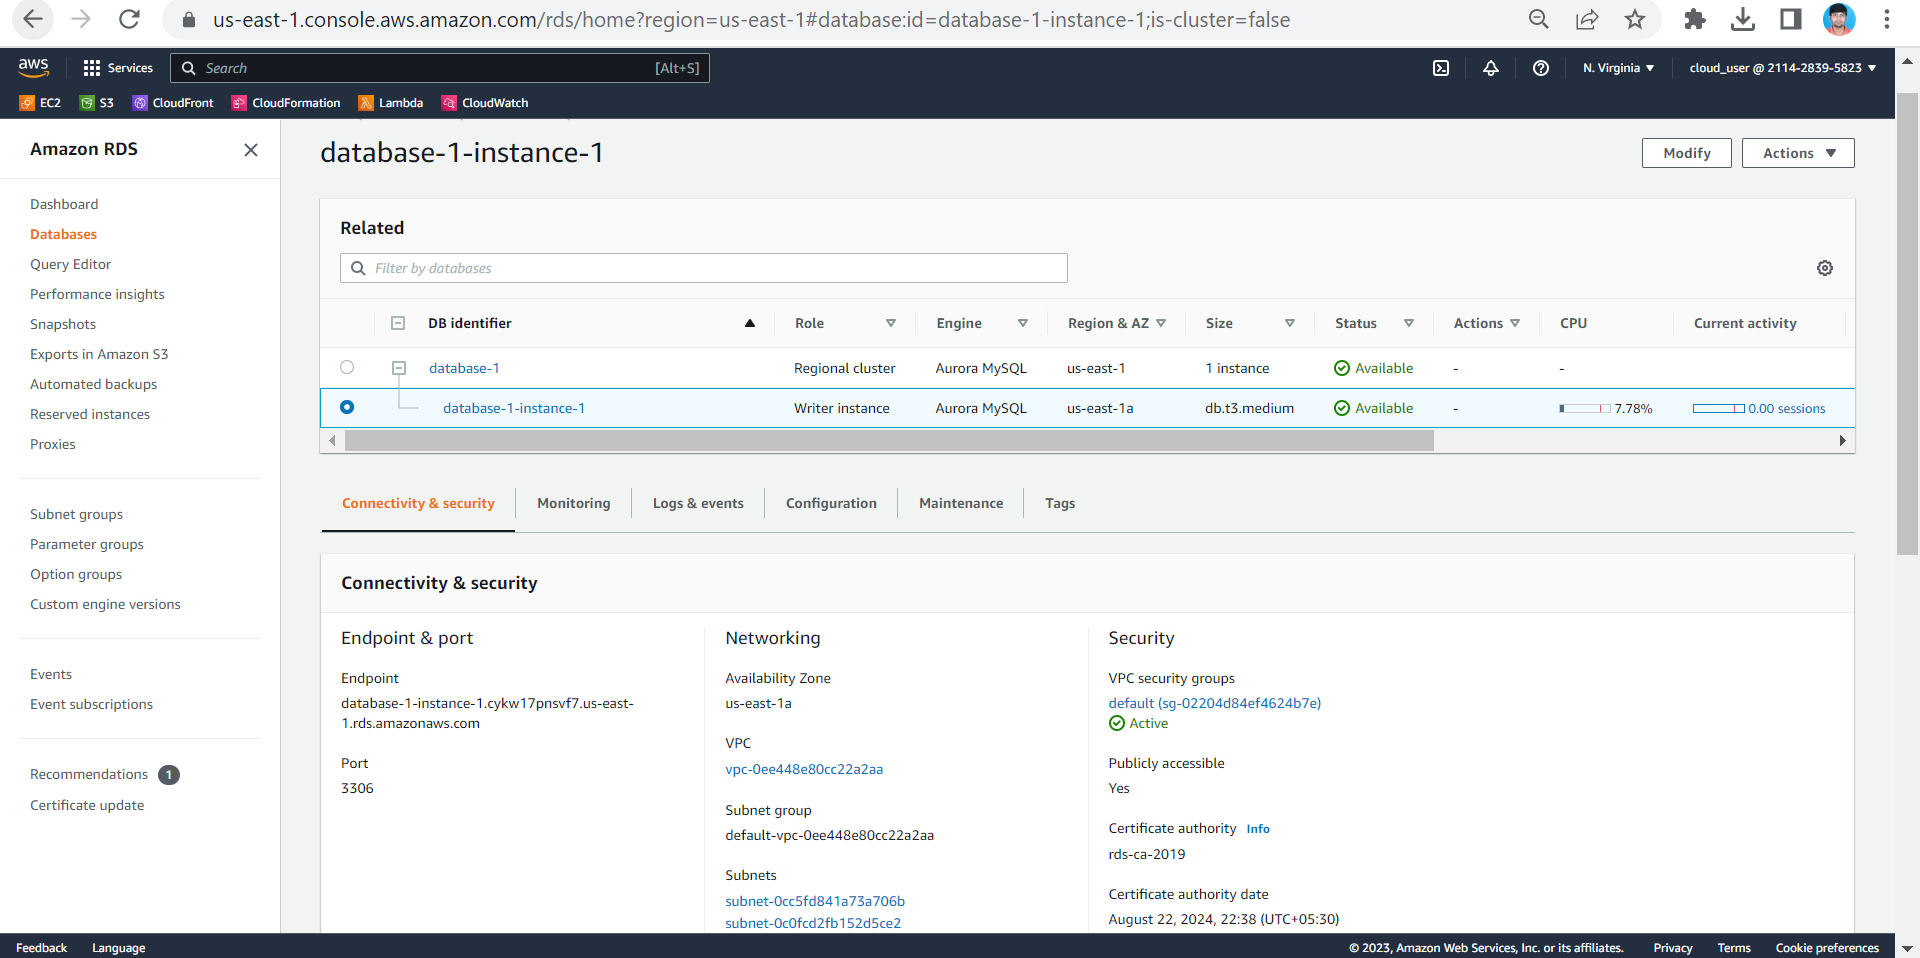 us-east-1.console.aws.amazon.com/rds/home?region=us-east-1#database:id=database-1-instance-1;is-cluster=false
aws Services Search [Alt+S] N. Virginia ▼ cloud_user @ 2114-2839-5823 ▼
EC2 S3 CloudFront CloudFormation Lambda CloudWatch
Amazon RDS
Dashboard
Databases
Query Editor
Performance insights
Snapshots
Exports in Amazon S3
Automated backups
Reserved instances
Proxies
Subnet groups
Parameter groups
Option groups
Custom engine versions
Events
Event subscriptions
Recommendations 1
Certificate update
database-1-instance-1
Modify Actions ▼
Related
Filter by databases
DB identifier Role Engine Region & AZ Size Status Actions CPU Current activity
database-1 Regional cluster Aurora MySQL us-east-1 1 instance Available - -
database-1-instance-1 Writer instance Aurora MySQL us-east-1a db.t3.medium Available - 7.78% 0.00 sessions
Connectivity & security Monitoring Logs & events Configuration Maintenance Tags
Connectivity & security
Endpoint & port
Endpoint
database-1-instance-1.cykw17pnsvf7.us-east-
1.rds.amazonaws.com
Port
3306
Networking
Availability Zone
us-east-1a
VPC
vpc-0ee448e80cc22a2aa
Subnet group
default-vpc-0ee448e80cc22a2aa
Subnets
subnet-0cc5fd841a73a706b
subnet-0c0fcd2fb152d5ce2
Security
VPC security groups
default (sg-02204d84ef4624b7e)
Active
Publicly accessible
Yes
Certificate authority Info
rds-ca-2019
Certificate authority date
August 22, 2024, 22:38 (UTC+05:30)
Feedback Language © 2023, Amazon Web Services, Inc. or its affiliates. Privacy Terms Cookie preferences